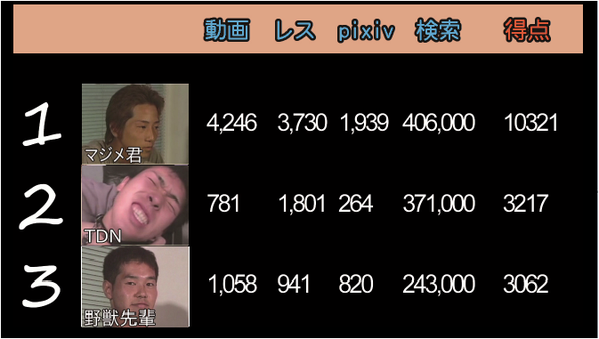 動画 レス pixiv 検索 得点
1 マジメ君 4,246 3,730 1,939 406,000 10321
2 TDN 781 1,801 264 371,000 3217
3 野獣先輩 1,058 941 820 243,000 3062